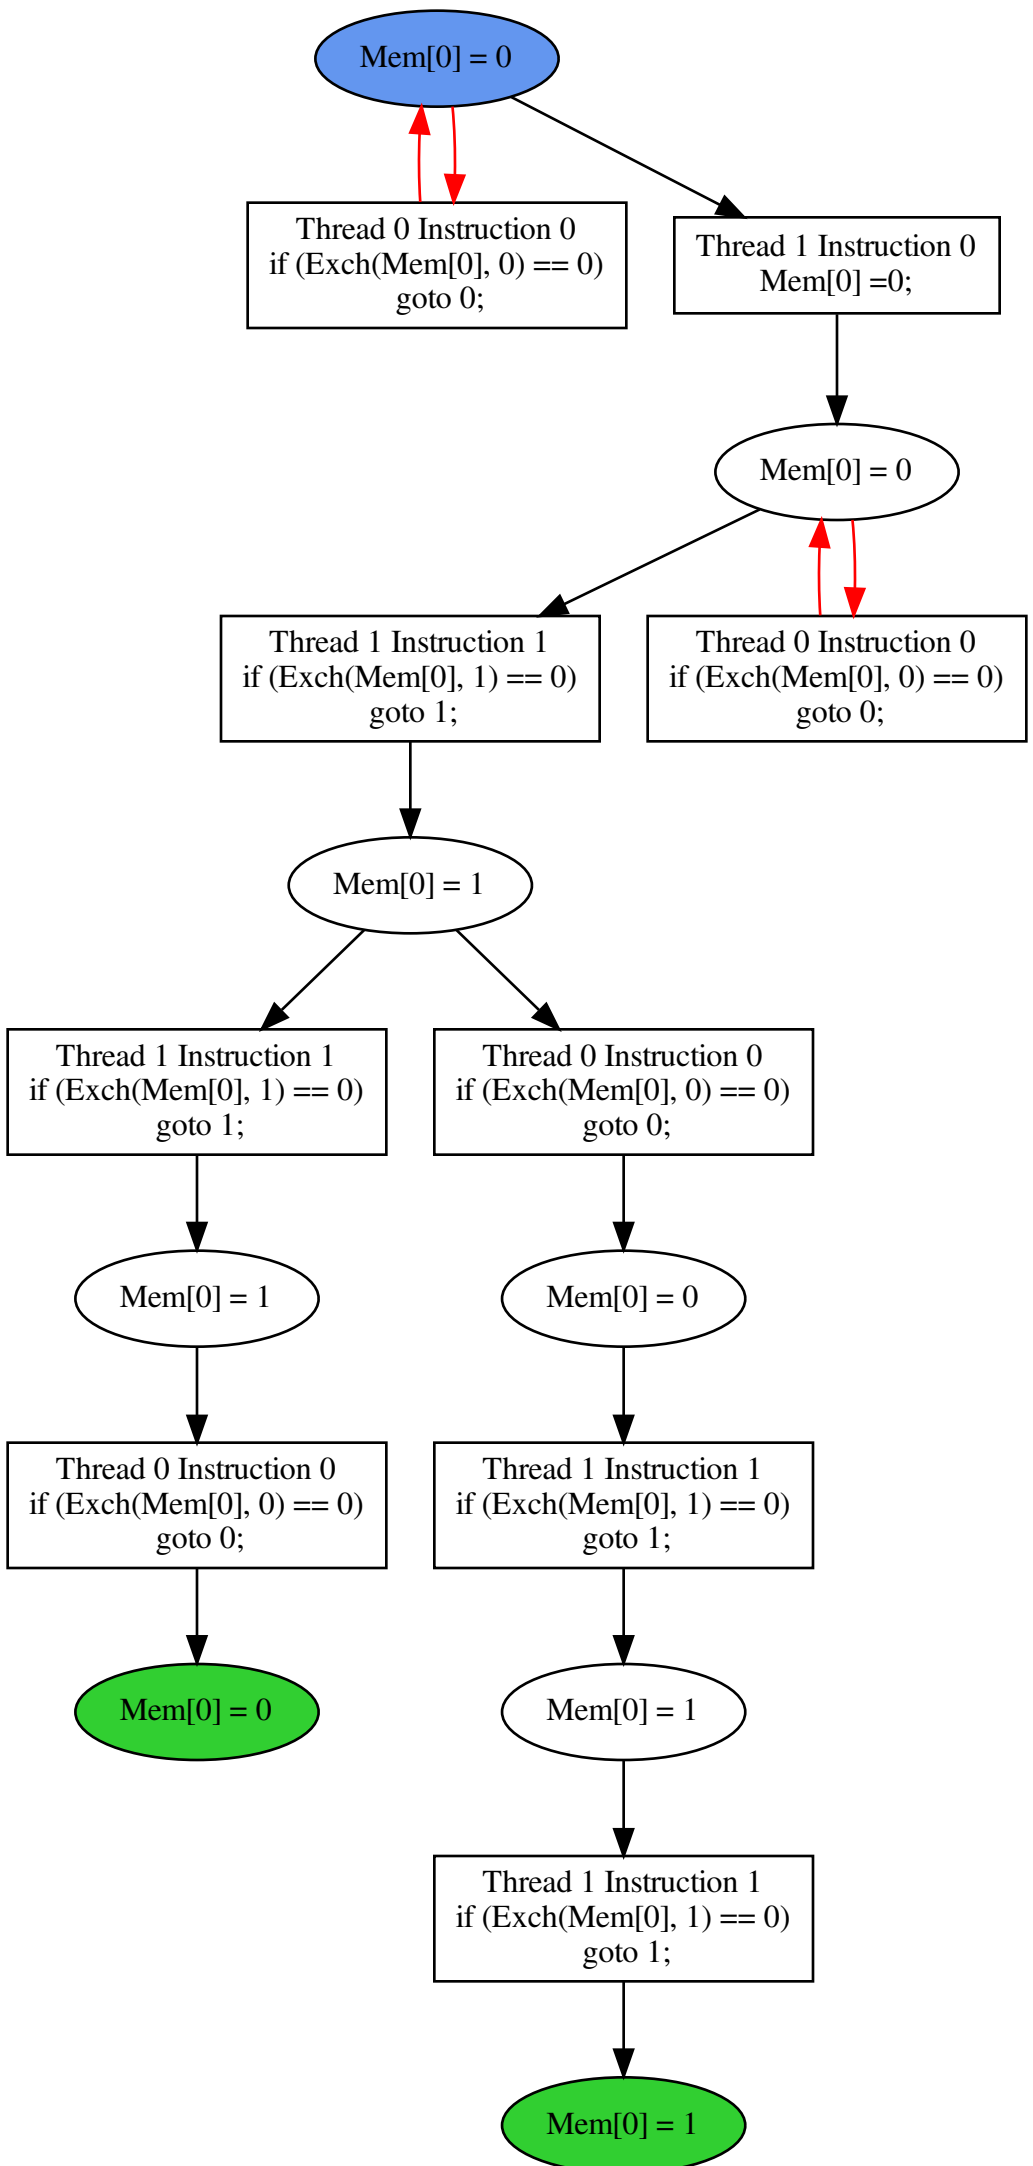 Mem[0] = 0
Thread 0 Instruction 0
if (Exch(Mem[0], 0) == 0)
goto 0;
Thread 1 Instruction 0
Mem[0] =0;
Mem[0] = 0
Thread 1 Instruction 1
if (Exch(Mem[0], 1) == 0)
goto 1;
Thread 0 Instruction 0
if (Exch(Mem[0], 0) == 0)
goto 0;
Mem[0] = 1
Thread 1 Instruction 1
if (Exch(Mem[0], 1) == 0)
goto 1;
Thread 0 Instruction 0
if (Exch(Mem[0], 0) == 0)
goto 0;
Mem[0] = 1
Mem[0] = 0
Thread 0 Instruction 0
if (Exch(Mem[0], 0) == 0)
goto 0;
Thread 1 Instruction 1
if (Exch(Mem[0], 1) == 0)
goto 1;
Mem[0] = 0
Mem[0] = 1
Thread 1 Instruction 1
if (Exch(Mem[0], 1) == 0)
goto 1;
Mem[0] = 1